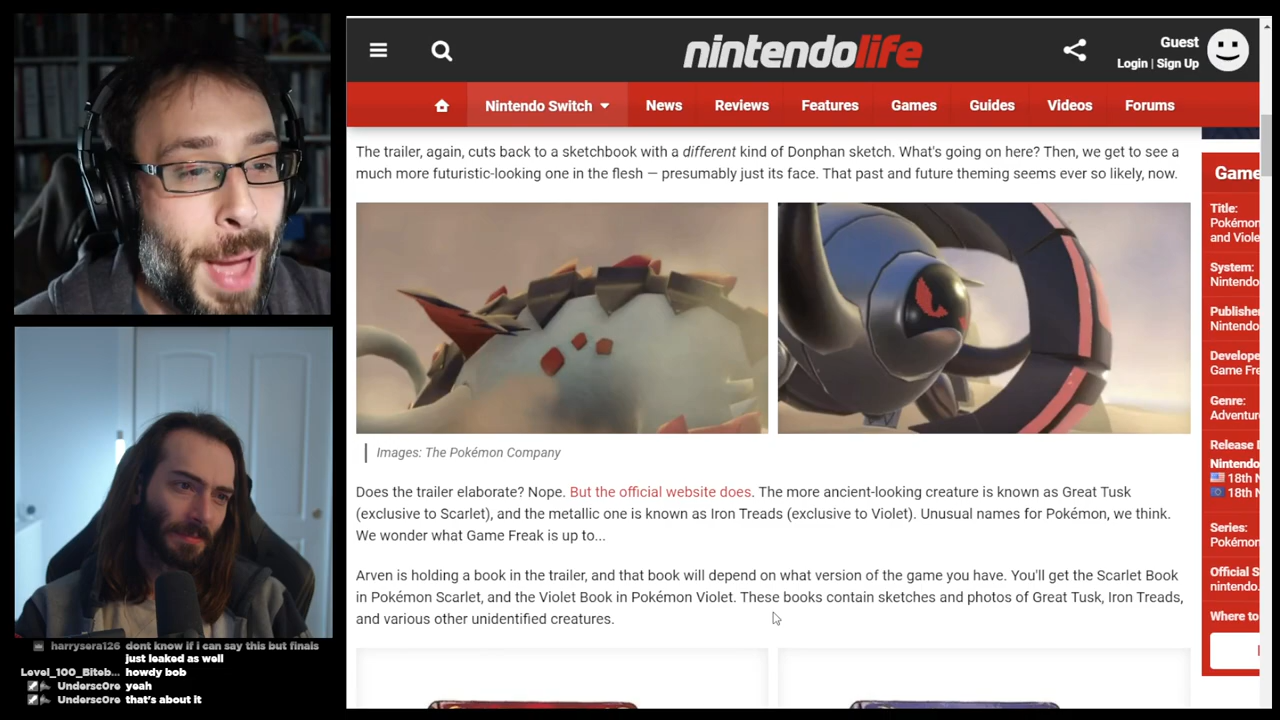 nintendolife
Guest
Login | Sign Up
Nintendo Switch
News
Reviews
Features
Games
Guides
Videos
Forums
The trailer, again, cuts back to a sketchbook with a different kind of Donphan sketch. What's going on here? Then, we get to see a
much more futuristic-looking one in the flesh — presumably just its face. That past and future theming seems ever so likely, now.
Images: The Pokémon Company
Does the trailer elaborate? Nope. But the official website does. The more ancient-looking creature is known as Great Tusk
(exclusive to Scarlet), and the metallic one is known as Iron Treads (exclusive to Violet). Unusual names for Pokémon, we think.
We wonder what Game Freak is up to...
Arven is holding a book in the trailer, and that book will depend on what version of the game you have. You'll get the Scarlet Book
in Pokémon Scarlet, and the Violet Book in Pokémon Violet. These books contain sketches and photos of Great Tusk, Iron Treads,
and various other unidentified creatures.
Game
Title:
Pokémon
and Viole
System:
Nintendo
Publisher
Nintendo
Develope
Game Fre
Genre:
Adventur
Release
Nintendo
18th N
18th N
Series:
Pokémon
Official S
nintendo.
Where to
harrysera126 dont know if i can say this but finals
just leaked as well
Level_100_Biteb... howdy bob
Undersc0re yeah
Undersc0re that's about it